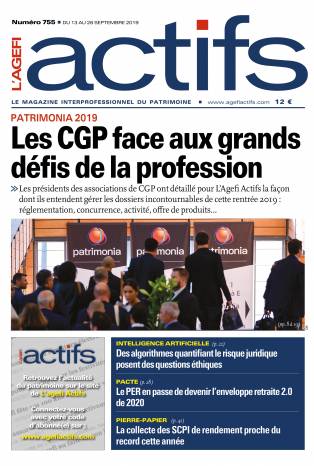 Numéro 755 • DU 13 AU 26 SEPTEMBRE 2019
L'AGEFI
actifs
LE MAGAZINE INTERPROFESSIONNEL DU PATRIMOINE • www.agefiactifs.com 12 €
PATRIMONIA 2019
Les CGP face aux grands
défis de la profession
>> Les présidents des associations de CGP ont détaillé pour L'Agefi Actifs la façon
dont ils entendent gérer les dossiers incontournables de cette rentrée 2019 :
réglementation, concurrence, activité, offre de produits...
patrimonia
patrimonia
patrimonia
actifs
Retrouvez l'actualité
du patrimoine sur le site
de L'agefi Actifs
Connectez-vous
avec votre code
d'abonné(e) sur :
www.agefiactifs.com
INTELLIGENCE ARTIFICIELLE (p. 22)
Des algorithmes quantifiant le risque juridique
posent des questions éthiques
PACTE (p. 28)
Le PER en passe de devenir l'enveloppe retraite 2.0
de 2020
PIERRE-PAPIER (p. 41)
La collecte des SCPI de rendement proche du
record cette année